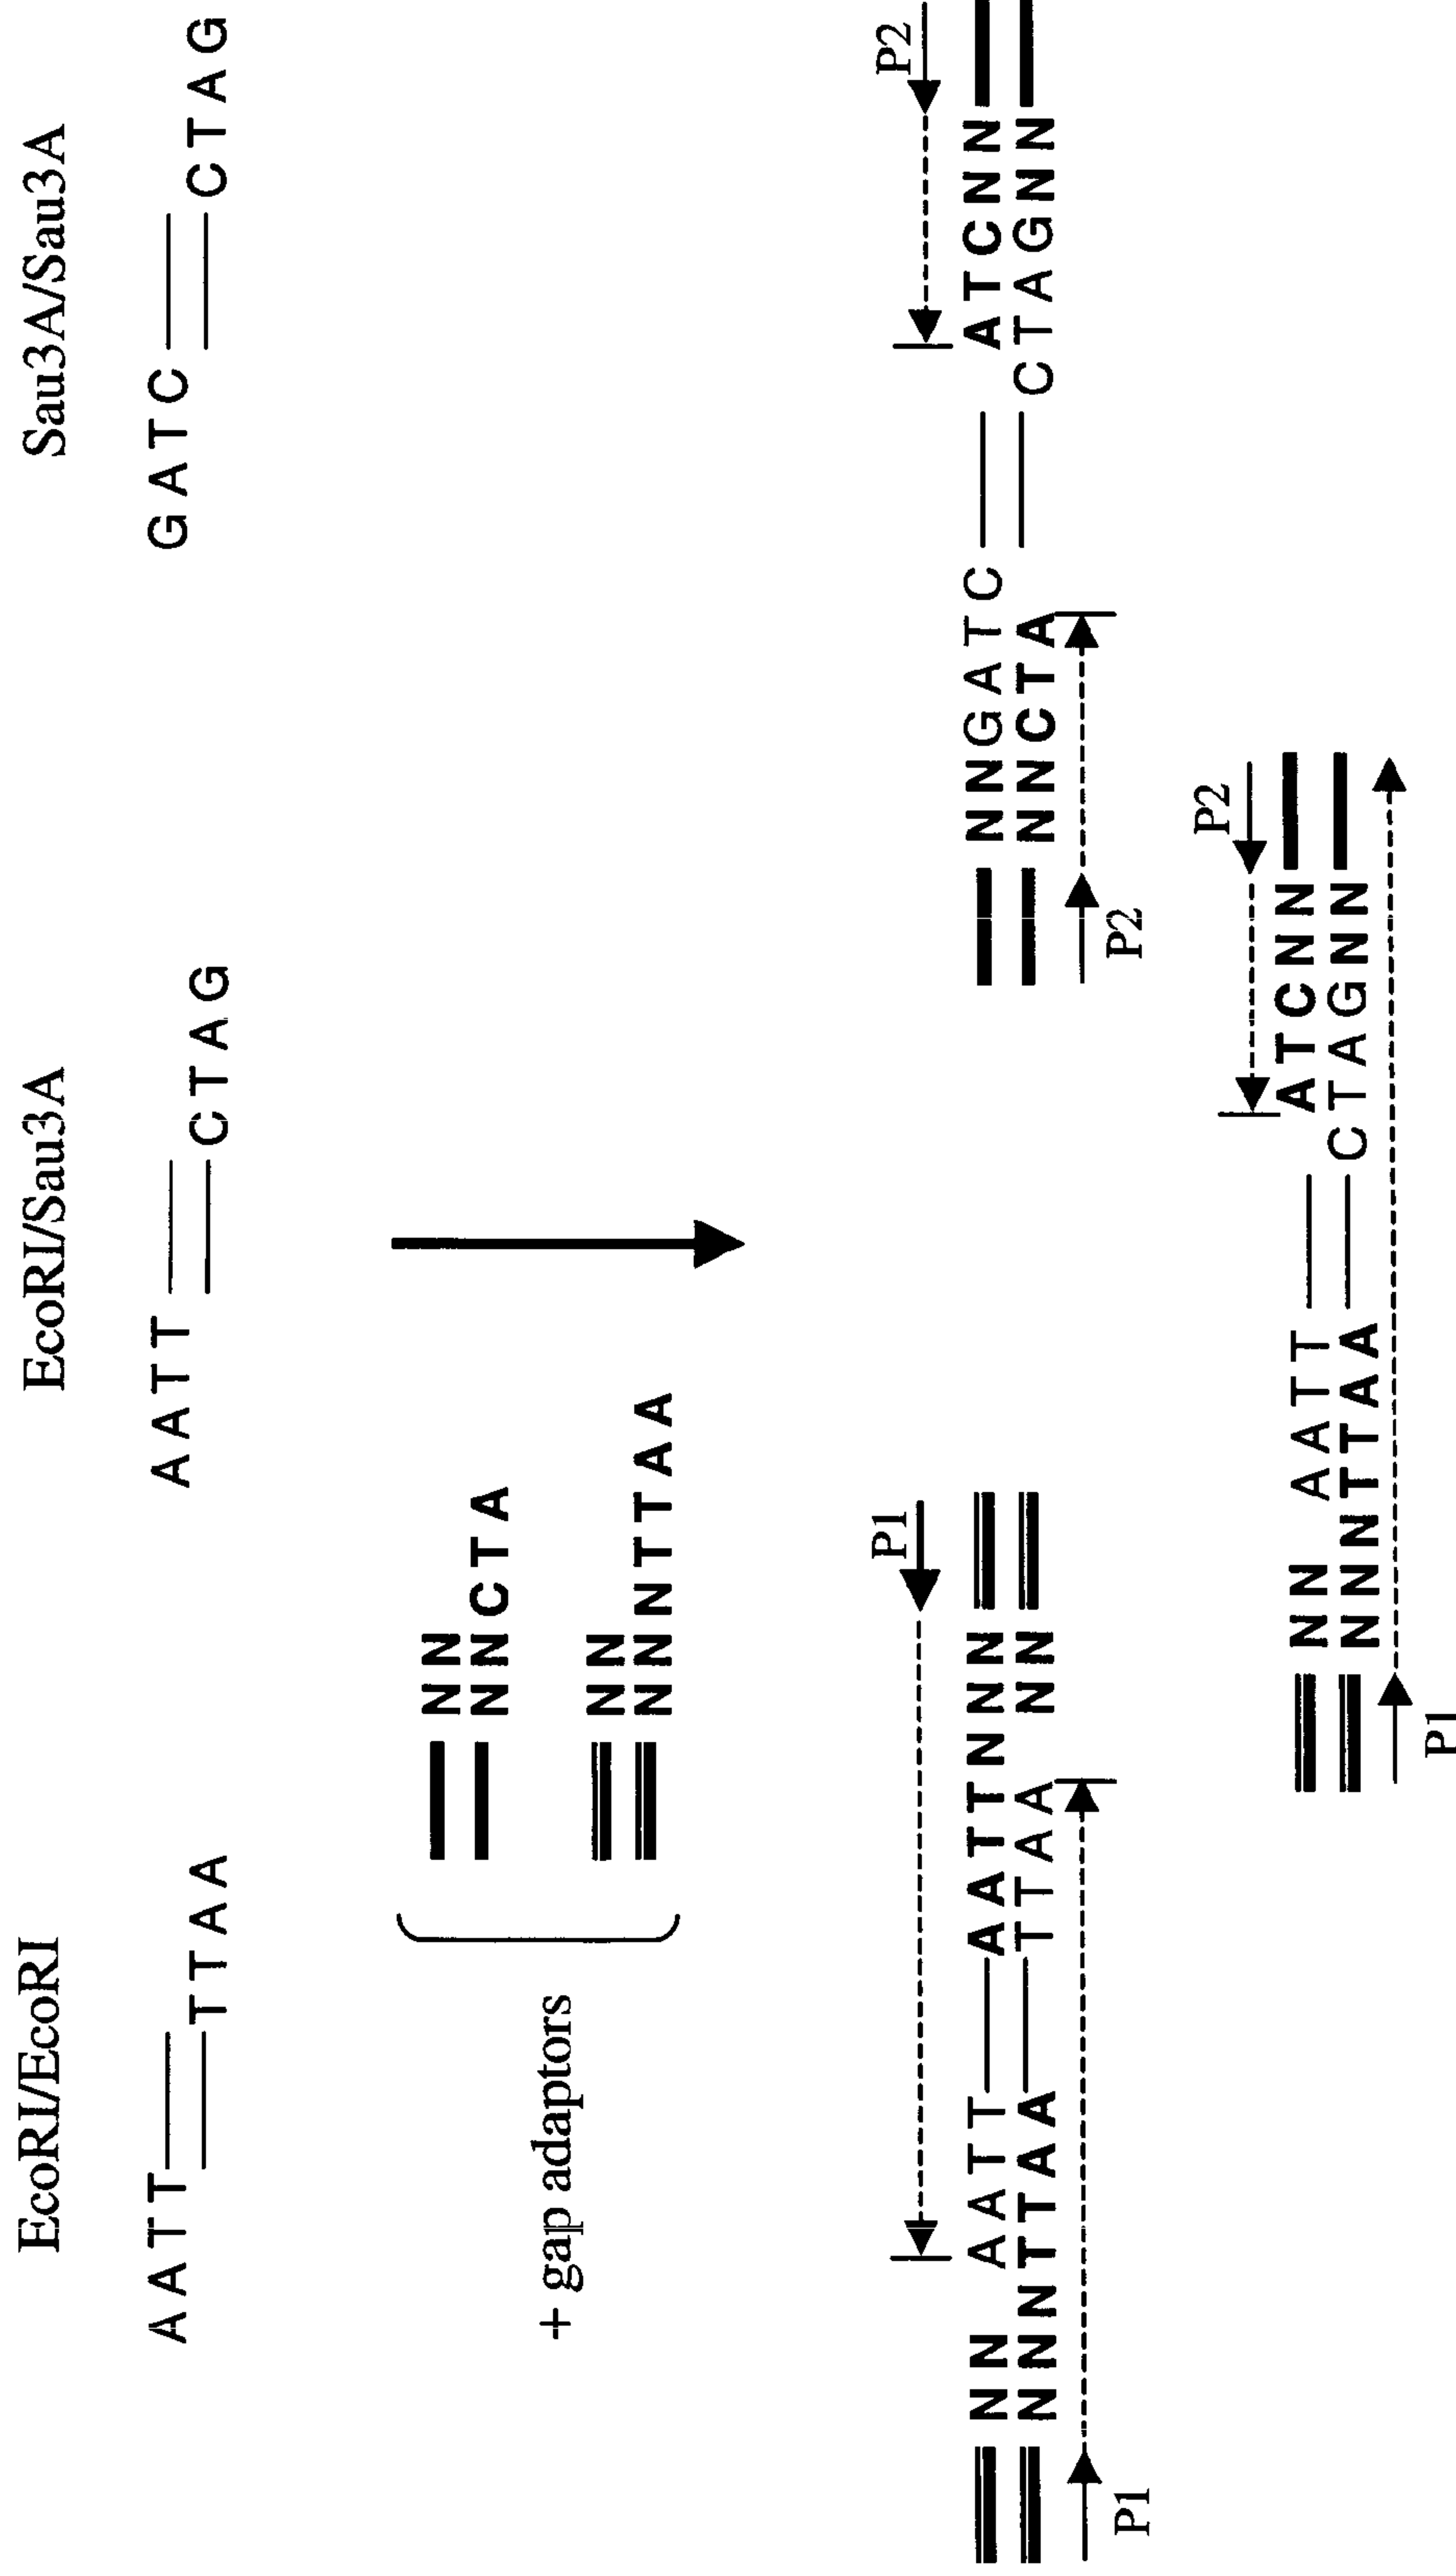 EcoRI/EcoRI EcoRI/Sau3A Sau3A/Sau3A
AATT AATT GATC
TTAA CTAG CTAG
NN
NNCTA
+ gap adaptors
NN
NNNTTAA
P1 P2
NN AATT AATTNNN NNGATC ATCNN
NNNTTAA TTAA NN NNCTA CTAGNN
P1 P2
P2
NN AATT ATCNN
NNNTTAA CTAGNN
P1